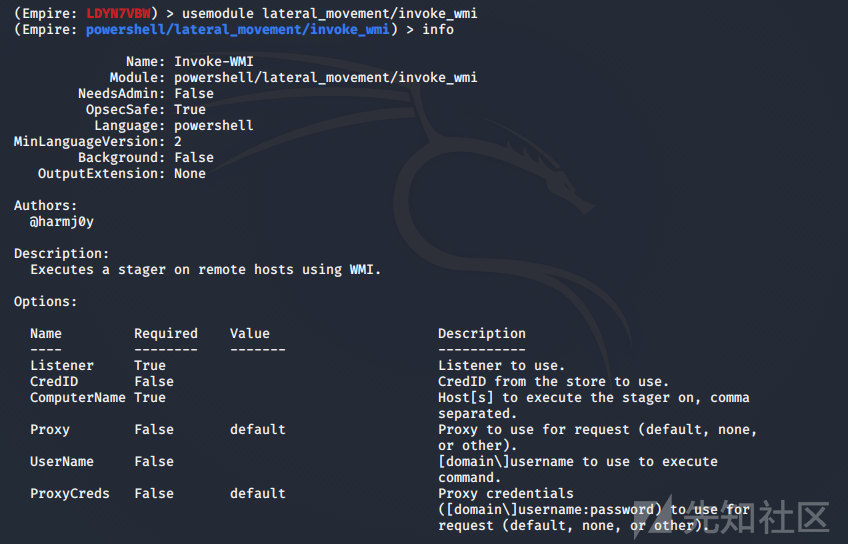 (Empire: LDYN7VBW) > usemodule lateral_movement/invoke_wmi
(Empire: powershell/lateral_movement/invoke_wmi) > info
Name: Invoke-WMI
Module: powershell/lateral_movement/invoke_wmi
NeedsAdmin: False
OpsecSafe: True
Language: powershell
MinLanguageVersion: 2
Background: False
OutputExtension: None
Authors:
@harmj0y
Description:
Executes a stager on remote hosts using WMI.
Options:
Name Required Value Description
---- -------- ------- -----------
Listener True Listener to use.
CredID False CredID from the store to use.
ComputerName True Host[s] to execute the stager on, comma
separated.
Proxy False default Proxy to use for request (default, none,
or other).
UserName False [domain\]username to use to execute
command.
ProxyCreds False default Proxy credentials
([domain\]username:password) to use for
request (default, none, or other).
先知社区